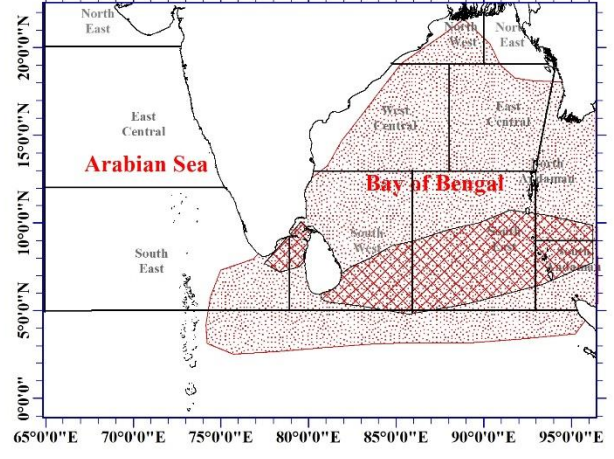 North
East
North
West
North
East
20°0'0"N
East
Central
West
Central
East
Central
15°0'0"N
Arabian Sea
Bay of Bengal
North
Andaman
10°0'0"N
South
East
South
West
South
East
South
Andaman
5°0'0"N
0°0'0"
65°0'0"E 70°0'0"E 75°0'0"E 80°0'0"E 85°0'0"E 90°0'0"E 95°0'0"E